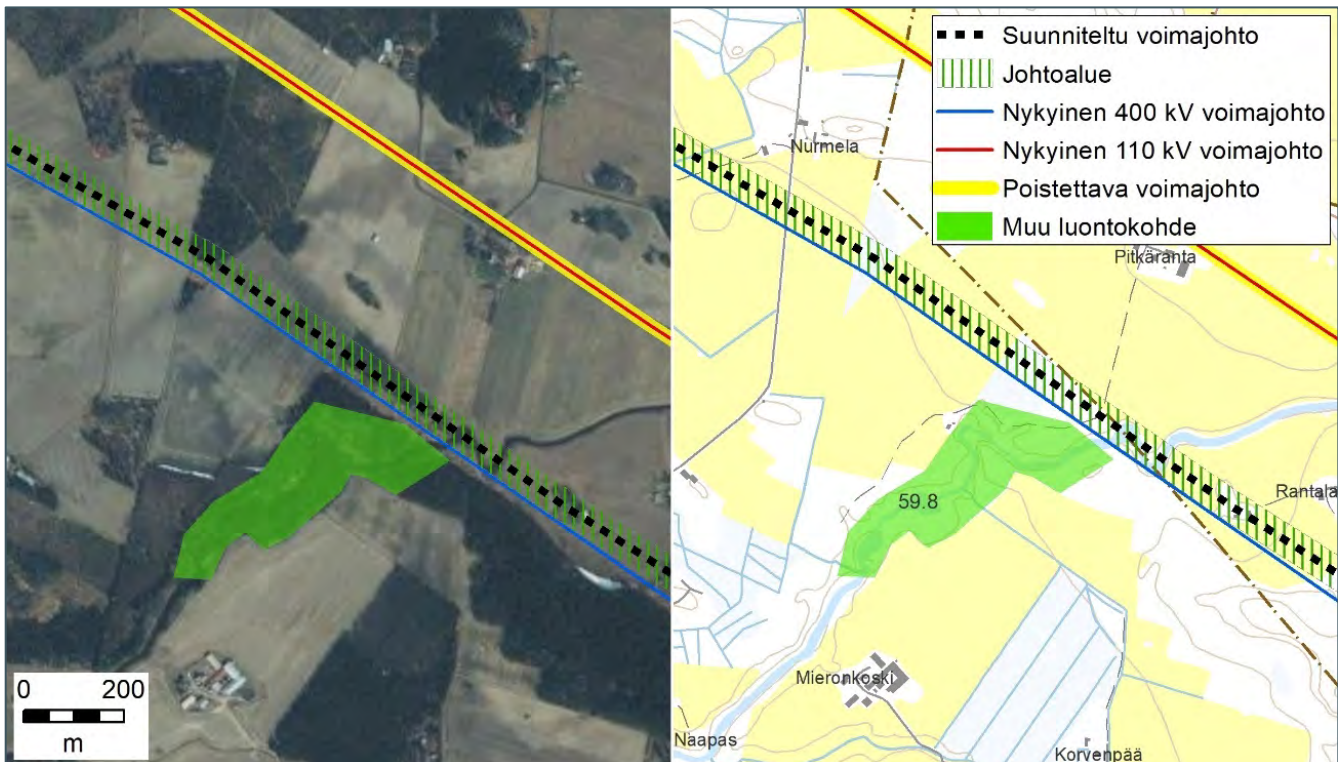 Suunniteltu voimajohto
Johtoalue
Nykyinen 400 kV voimajohto
Nykyinen 110 kV voimajohto
Poistettava voimajohto
Muu luontokohde
Nurmela
Pitkäranta
59.8
Rantala
Mieronkoski
Naapas
Korvenpää
0 200
m